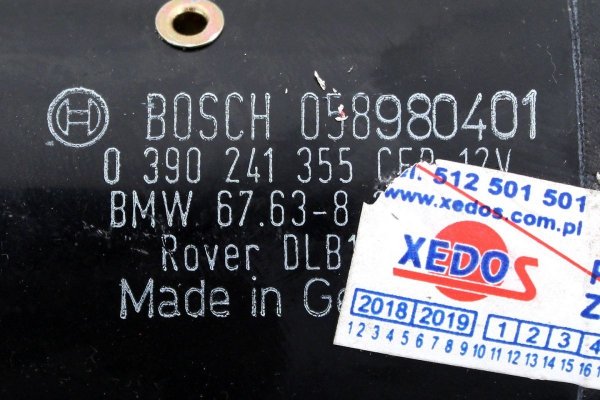 BOSCH 058980401
0 390 241 355 CEP 12V
BMW 67.63-8
Rover DLB1
Made in Ge
512 501 501
www.xedos.com.pl
XEDOS
2018 2019 1 2 3 4
1 2 3 4 5 6 7 8 9 10 11 12 13 14 15 16